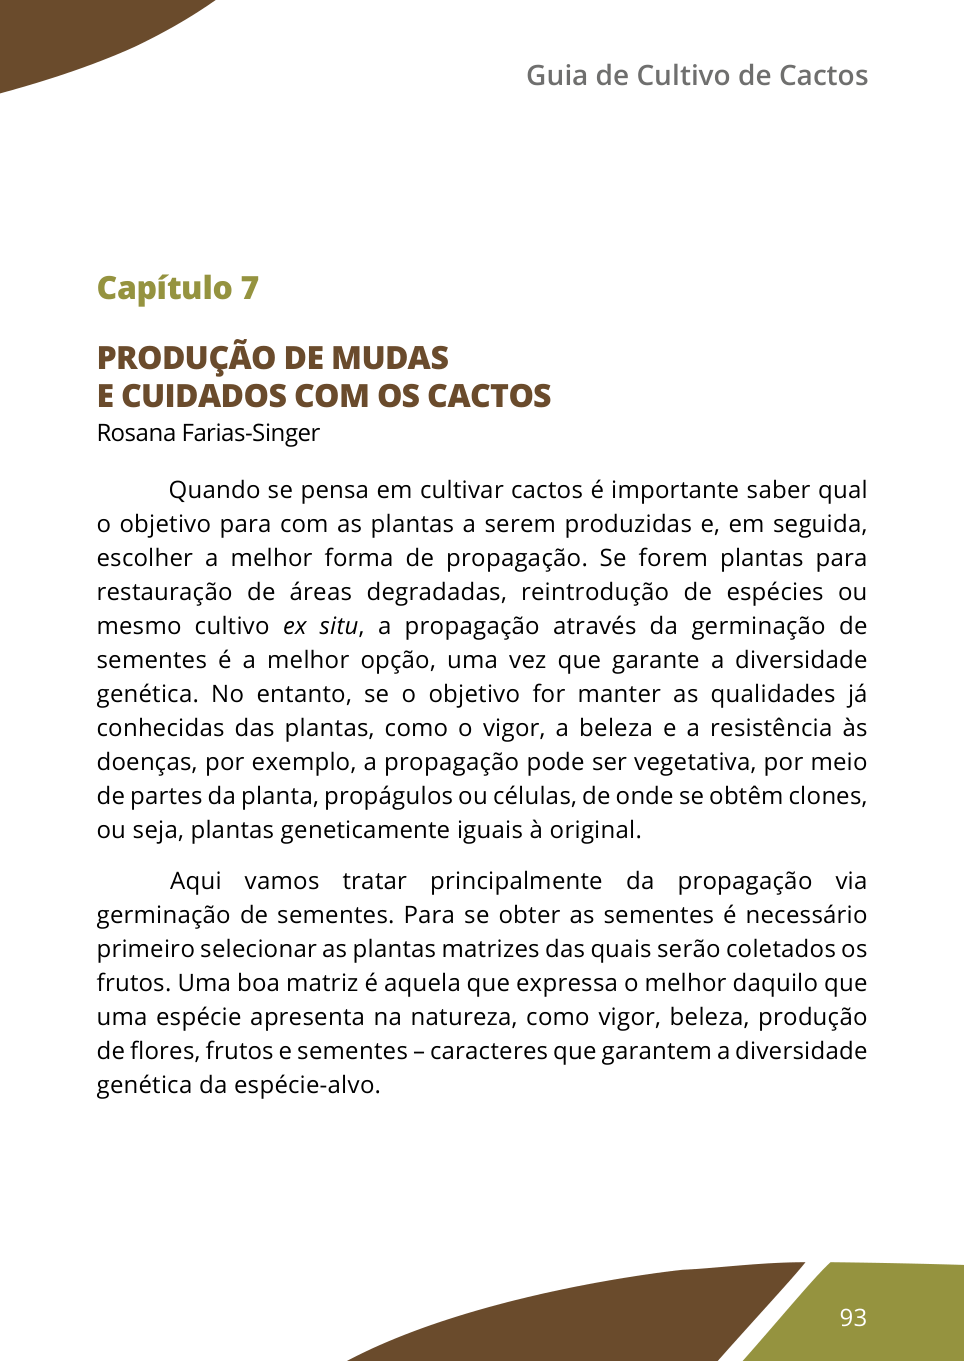 Guia de Cultivo de Cactos
Capítulo 7
PRODUÇÃO DE MUDAS
E CUIDADOS COM OS CACTOS
Rosana Farias-Singer
Quando se pensa em cultivar cactos é importante saber qual
o objetivo para com as plantas a serem produzidas e, em seguida,
escolher a melhor forma de propagação. Se forem plantas para
restauração de áreas degradadas, reintrodução de espécies ou
mesmo cultivo ex situ, a propagação através da germinação de
sementes é a melhor opção, uma vez que garante a diversidade
genética. No entanto, se o objetivo for manter as qualidades já
conhecidas das plantas, como o vigor, a beleza e a resistência às
doenças, por exemplo, a propagação pode ser vegetativa, por meio
de partes da planta, propágulos ou células, de onde se obtêm clones,
ou seja, plantas geneticamente iguais à original.
Aqui vamos tratar principalmente da propagação via
germinação de sementes. Para se obter as sementes é necessário
primeiro selecionar as plantas matrizes das quais serão coletados os
frutos. Uma boa matriz é aquela que expressa o melhor daquilo que
uma espécie apresenta na natureza, como vigor, beleza, produção
de flores, frutos e sementes – caracteres que garantem a diversidade
genética da espécie-alvo.
93